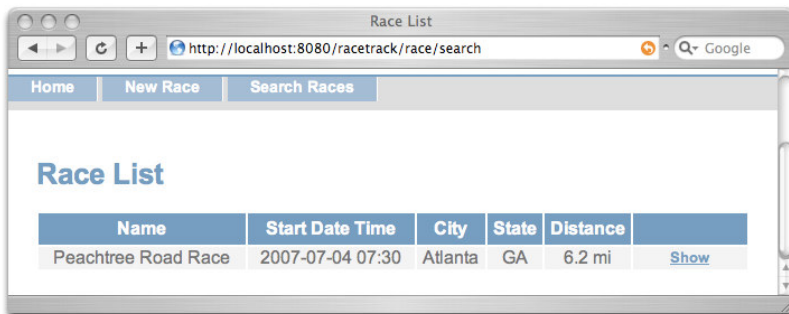 Race List
http://localhost:8080/racetrack/race/search
Google
Home New Race Search Races
Race List
Name Start Date Time City State Distance
Peachtree Road Race 2007-07-04 07:30 Atlanta GA 6.2 mi Show